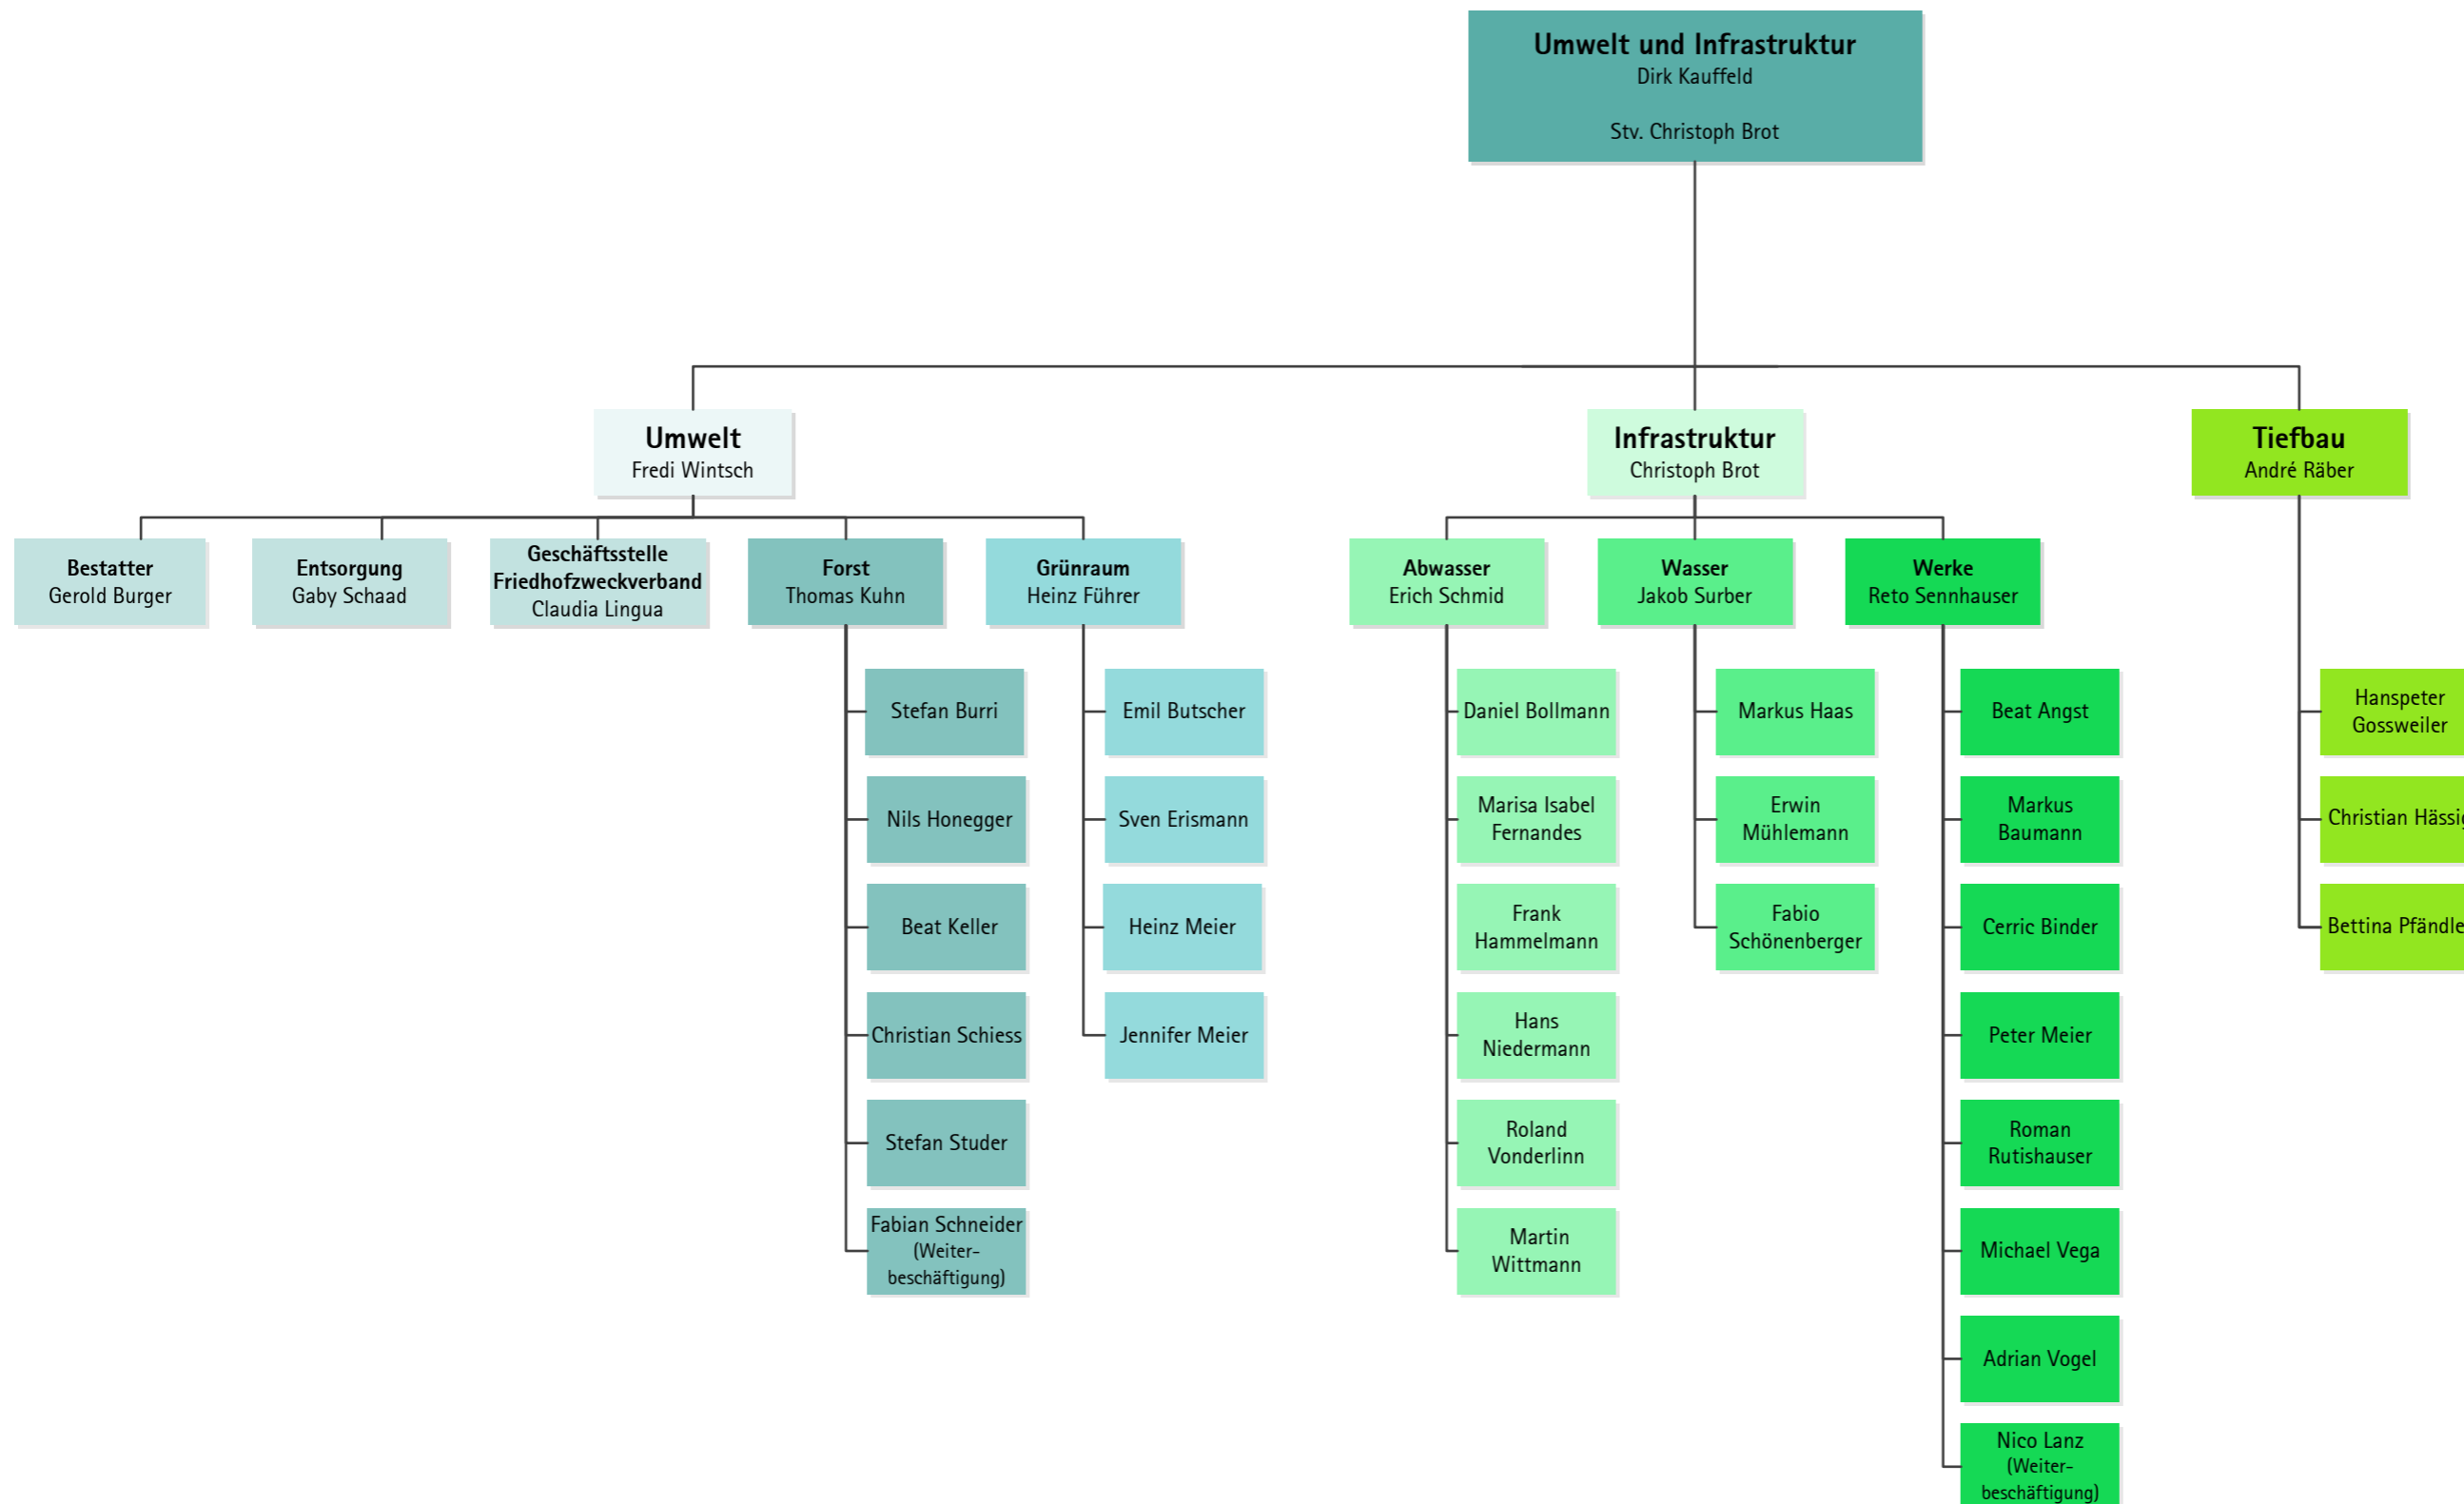 Umwelt und Infrastruktur
Dirk Kauffeld
Stv. Christoph Brot
Umwelt
Fredi Wintsch
Infrastruktur
Christoph Brot
Tiefbau
André Räber
Bestatter
Gerold Burger
Entsorgung
Gaby Schaad
Geschäftsstelle
Friedhofzweckverband
Claudia Lingua
Forst
Thomas Kuhn
Grünraum
Heinz Führer
Abwasser
Erich Schmid
Wasser
Jakob Surber
Werke
Reto Sennhauser
Stefan Burri
Nils Honegger
Beat Keller
Christian Schiess
Stefan Studer
Fabian Schneider
(Weiter-
beschäftigung)
Emil Butscher
Sven Erismann
Heinz Meier
Jennifer Meier
Daniel Bollmann
Marisa Isabel
Fernandes
Frank
Hammelmann
Hans
Niedermann
Roland
Vonderlinn
Martin
Wittmann
Markus Haas
Erwin
Mühlemann
Fabio
Schönenberger
Beat Angst
Markus
Baumann
Cerric Binder
Peter Meier
Roman
Rutishauser
Michael Vega
Adrian Vogel
Nico Lanz
(Weiter-
beschäftigung)
Hanspeter
Gossweiler
Christian
Bettina